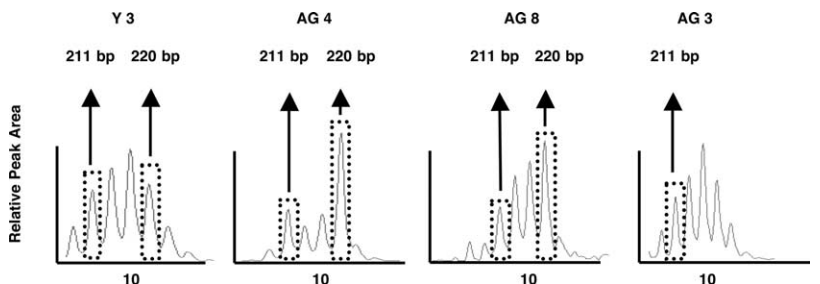 Y 3 AG 4 AG 8 AG 3
211 bp 220 bp 211 bp 220 bp 211 bp 220 bp 211 bp
Relative Peak Area
10 10 10 10